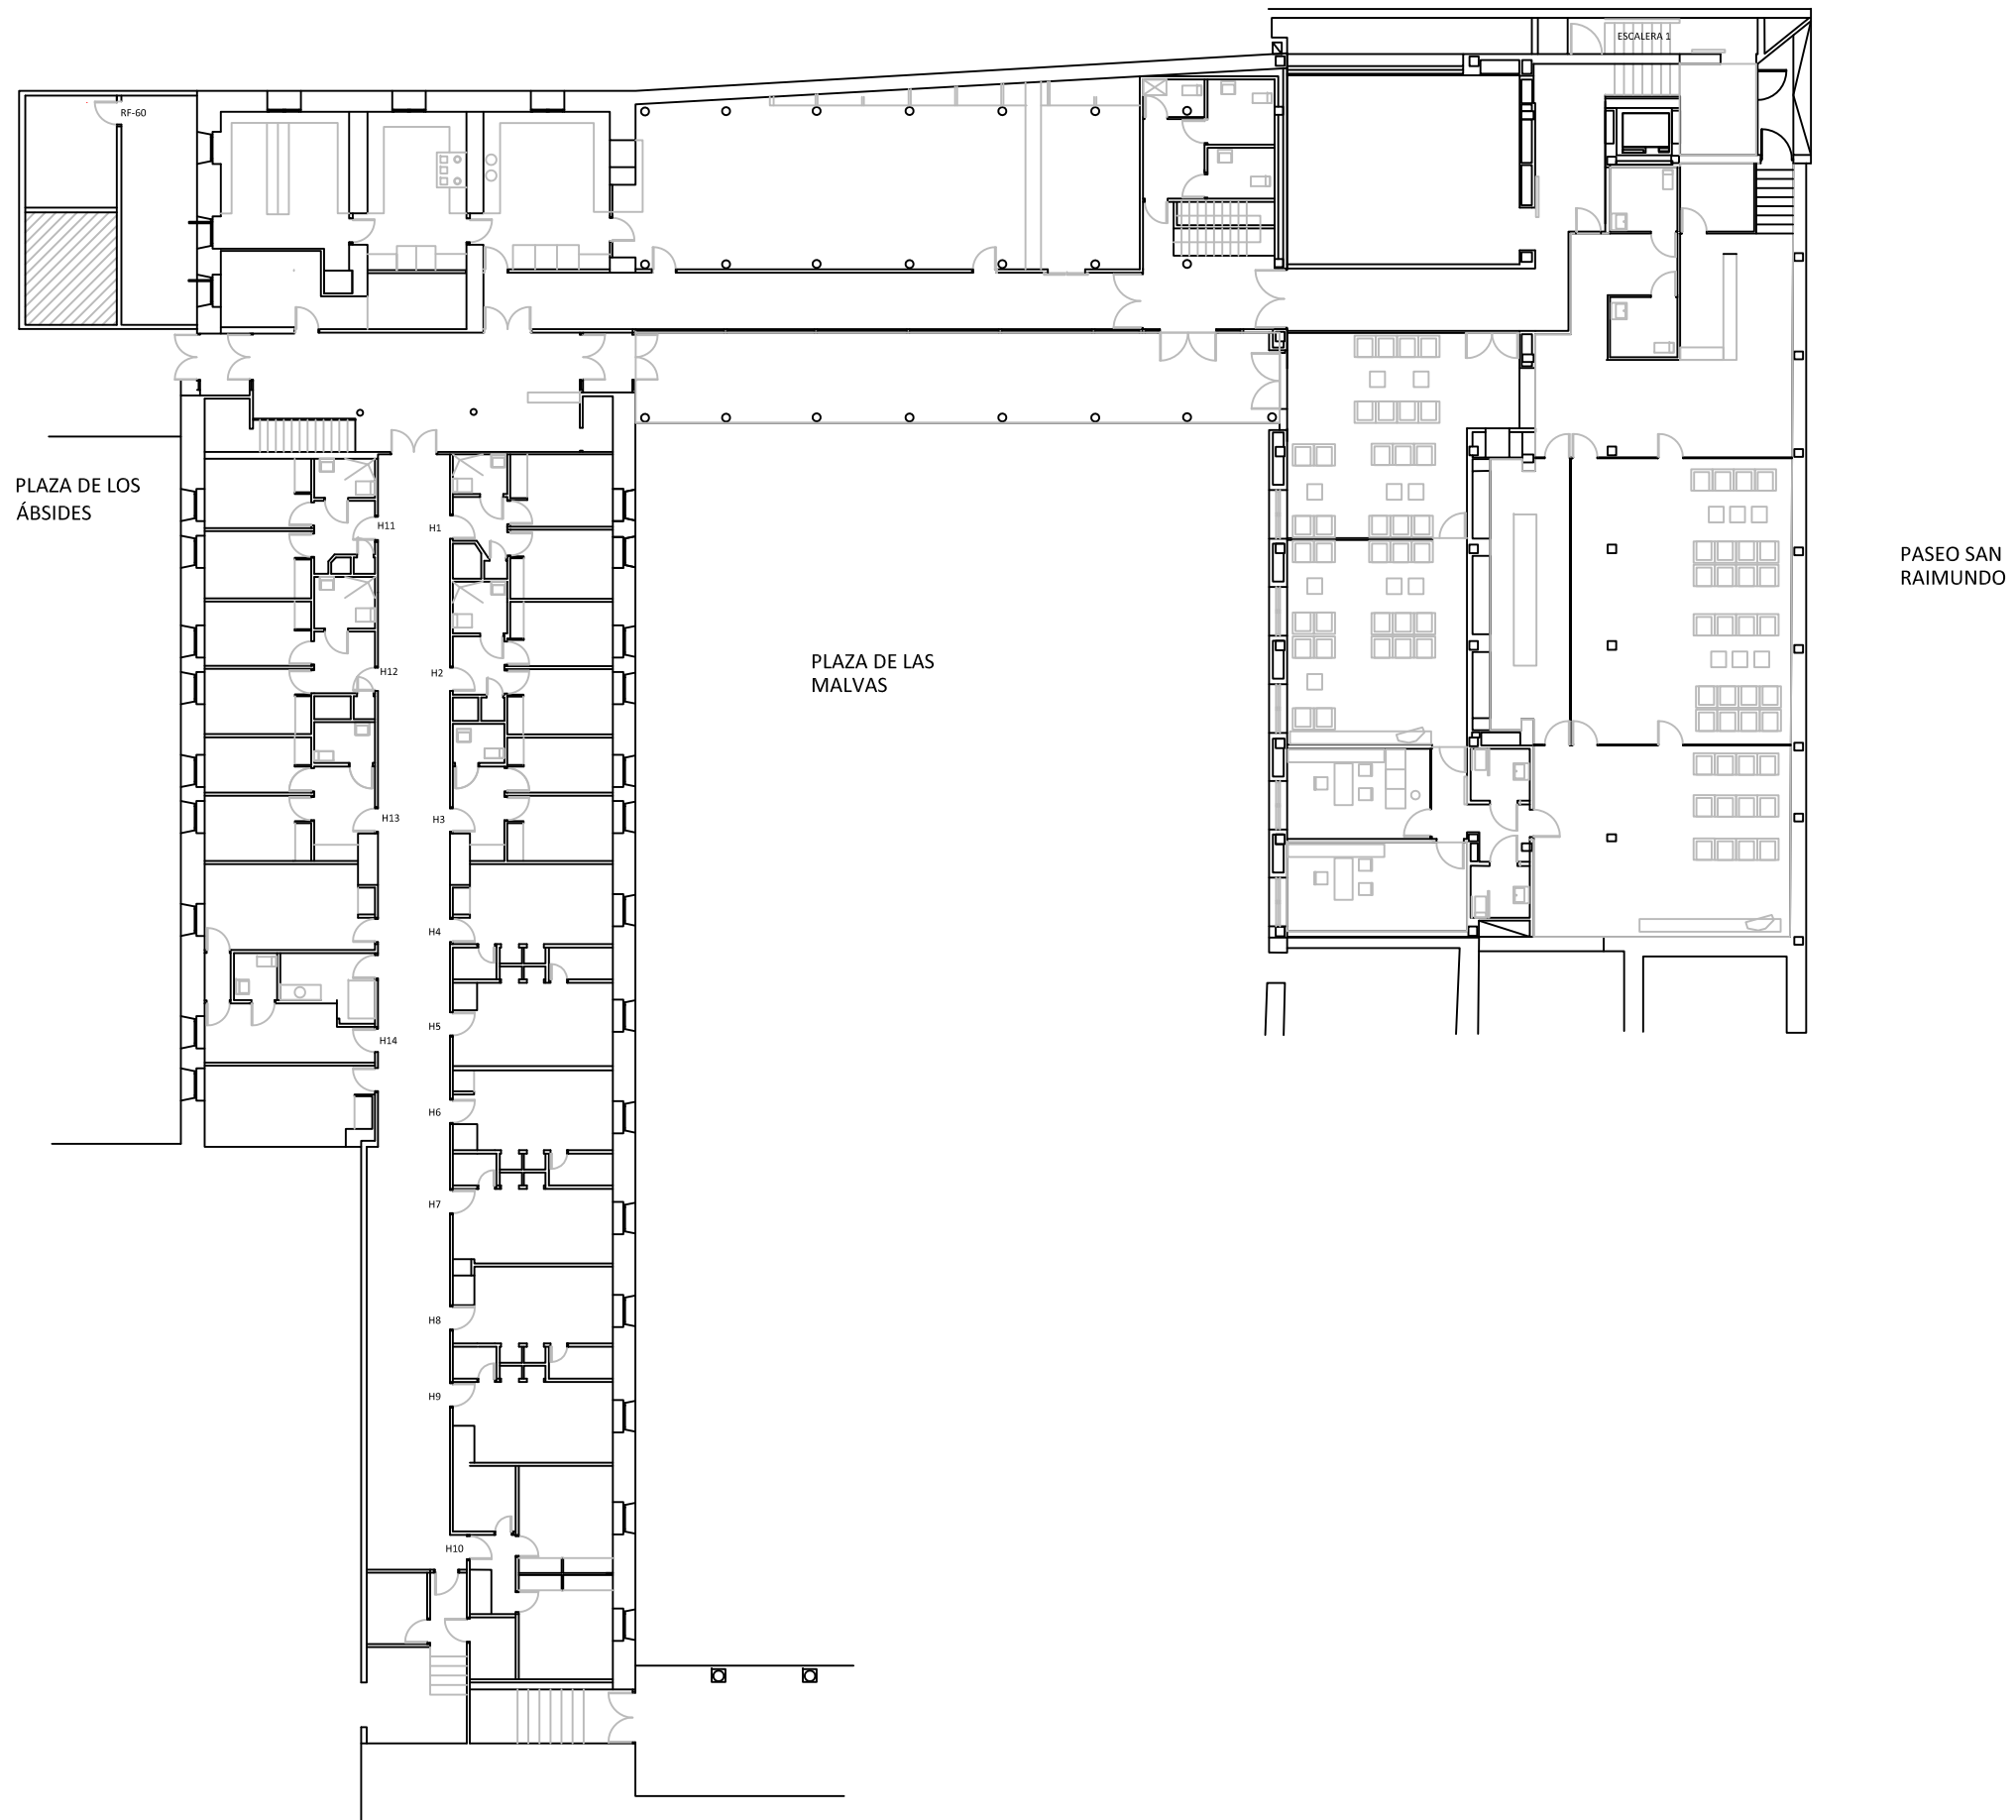 ESCALERA 1
RF-60
PLAZA DE LOS
ÁBSIDES
H11
H1
PASEO SAN
RAIMUNDO
PLAZA DE LAS
MALVAS
H12
H2
H13
H3
H4
H5
H14
H6
H7
H8
H9
H10